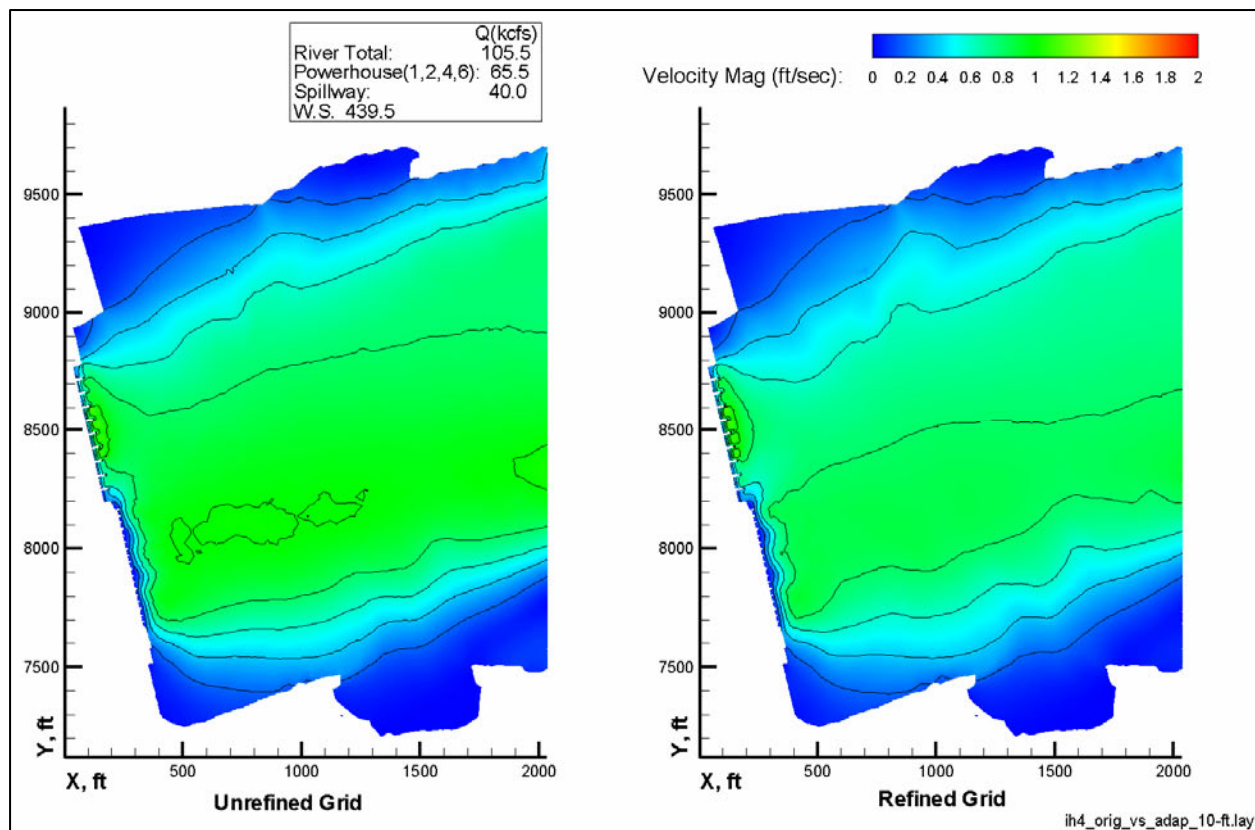 Q(kcfs)
River Total: 105.5
Powerhouse(1,2,4,6): 65.5
Spillway: 40.0
W.S. 439.5
Velocity Mag (ft/sec): 0 0.2 0.4 0.6 0.8 1 1.2 1.4 1.6 1.8 2
9500
9000
8500
8000
7500
Y, ft
X, ft
500 1000 1500 2000
Unrefined Grid
9500
9000
8500
8000
7500
Y, ft
X, ft
500 1000 1500 2000
Refined Grid
ih4_orig_vs_adap_10-ft.lay